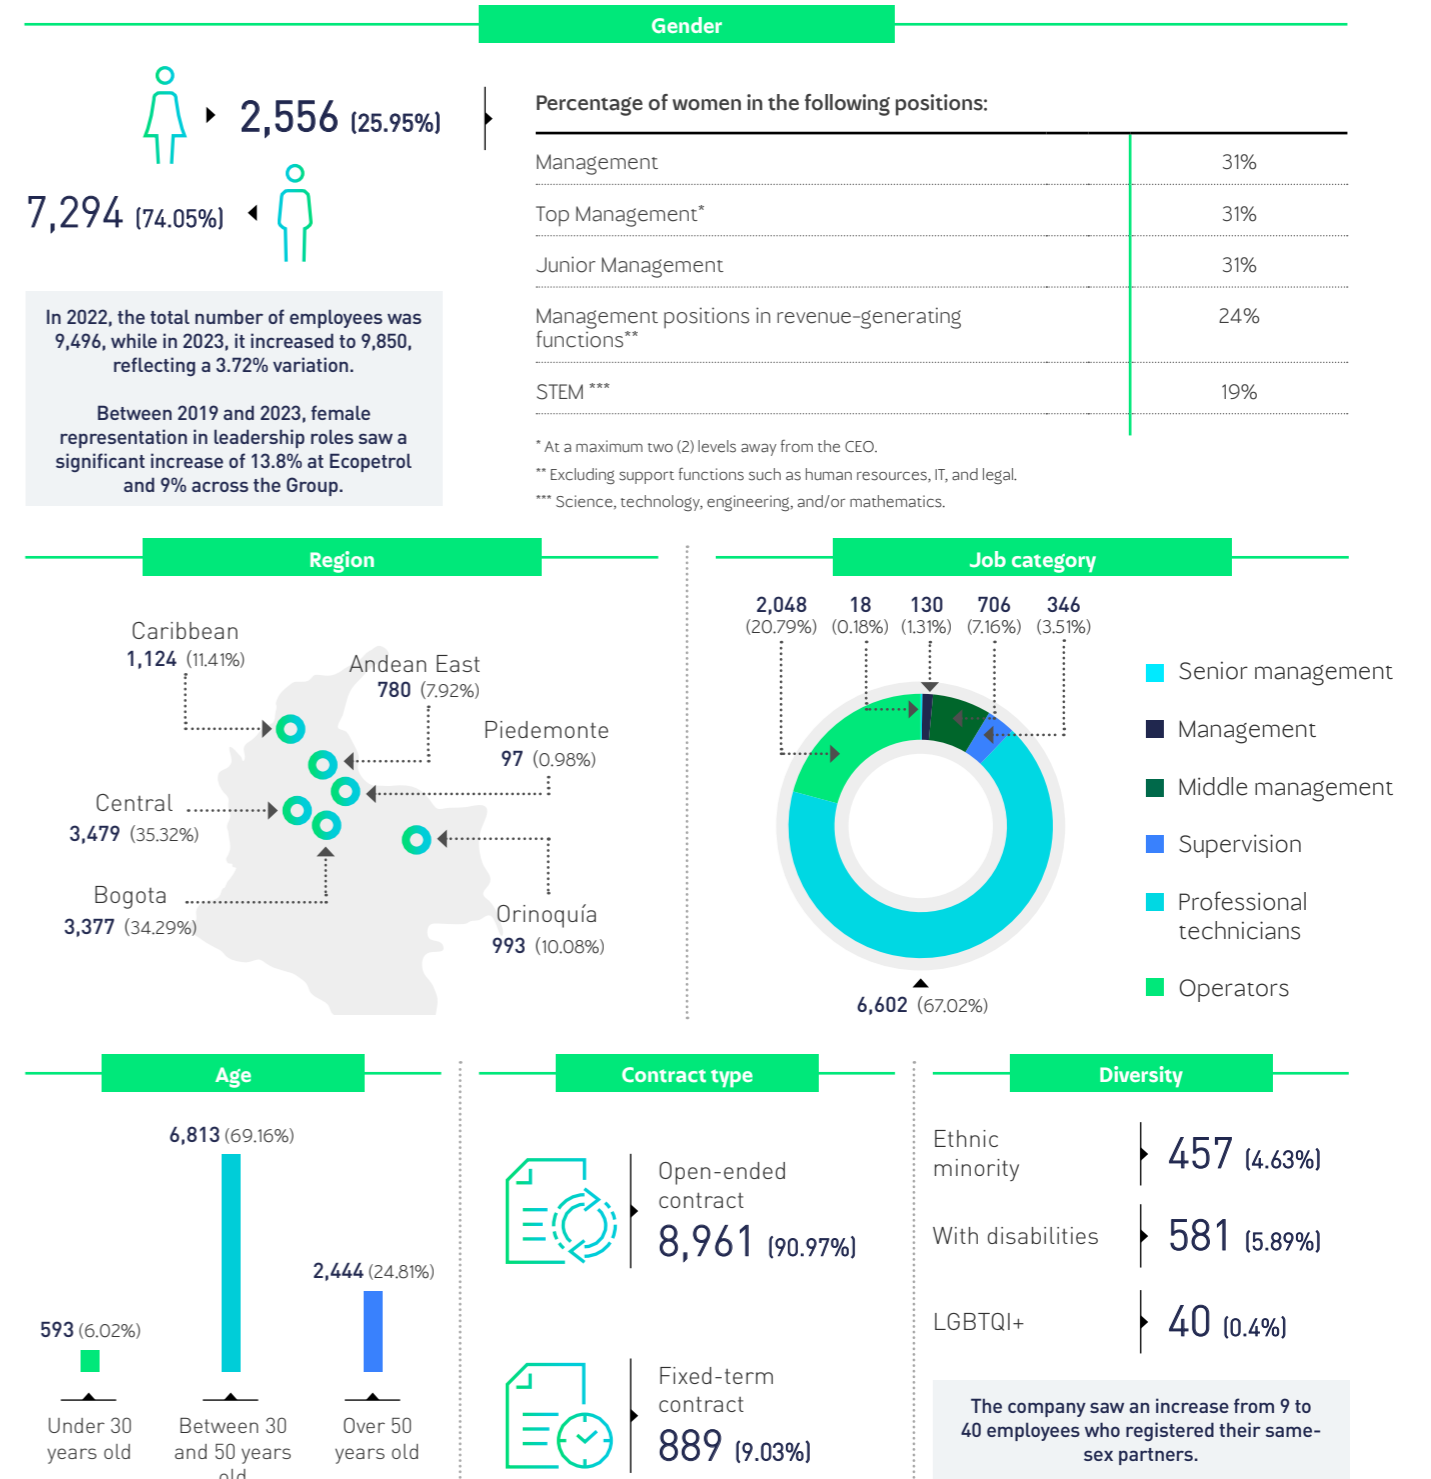 Gender
2,556 (25.95%)
7,294 (74.05%)
In 2022, the total number of employees was
9,496, while in 2023, it increased to 9,850,
reflecting a 3.72% variation.
Between 2019 and 2023, female
representation in leadership roles saw a
significant increase of 13.8% at Ecopetrol
and 9% across the Group.
Percentage of women in the following positions:
Management 31%
Top Management* 31%
Junior Management 31%
Management positions in revenue-generating 24%
functions**
STEM *** 19%
* At a maximum two (2) levels away from the CEO.
** Excluding support functions such as human resources, IT, and legal.
*** Science, technology, engineering, and/or mathematics.
Region
Caribbean
1,124 (11.41%)
Andean East
780 (7.92%)
Piedemonte
97 (0.98%)
Central
3,479 (35.32%)
Bogota
3,377 (34.29%)
Orinoquía
993 (10.08%)
Job category
2,048 18 130 706 346
(20.79%) (0.18%) (1.31%) (7.16%) (3.51%)
6,602 (67.02%)
Senior management
Management
Middle management
Supervision
Professional
technicians
Operators
Age
6,813 (69.16%)
2,444 (24.81%)
593 (6.02%)
Under 30
years old
Between 30
and 50 years
old
Over 50
years old
Contract type
Open-ended
contract
8,961 (90.97%)
Fixed-term
contract
889 (9.03%)
Diversity
Ethnic
minority
457 (4.63%)
With disabilities
581 (5.89%)
LGBTQI+
40 (0.4%)
The company saw an increase from 9 to
40 employees who registered their same-
sex partners.